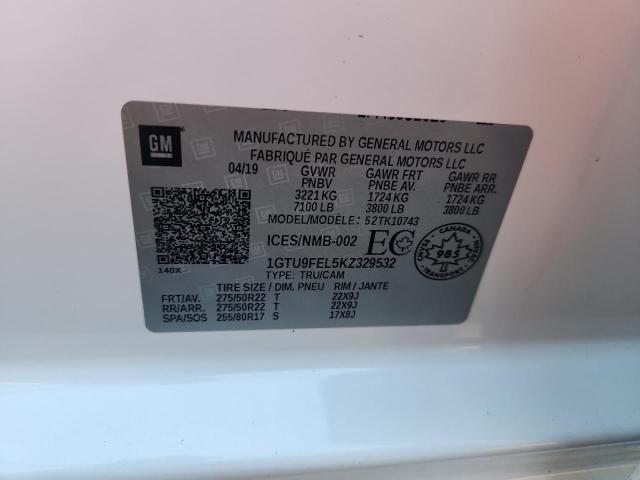 GM
MANUFACTURED BY GENERAL MOTORS LLC
FABRIQUÉ PAR GENERAL MOTORS LLC
04/19 GVWR GAWR FRT GAWR RR
PNBV PNBE AV. PNBE ARR.
3221 KG 1724 KG 1724 KG
7100 LB 3800 LB 3800 LB
MODEL/MODÈLE: 52TK10743
ICES/NMB-002 EC
CANADA
985
140X
1GTU9FEL5KZ329532
TYPE: TRU/CAM
TIRE SIZE / DIM. PNEU RIM / JANTE
FRT/AV. 275/50R22 T 22X9J
RR/ARR. 275/50R22 T 22X9J
SPA/SOS 255/80R17 S 17X8J